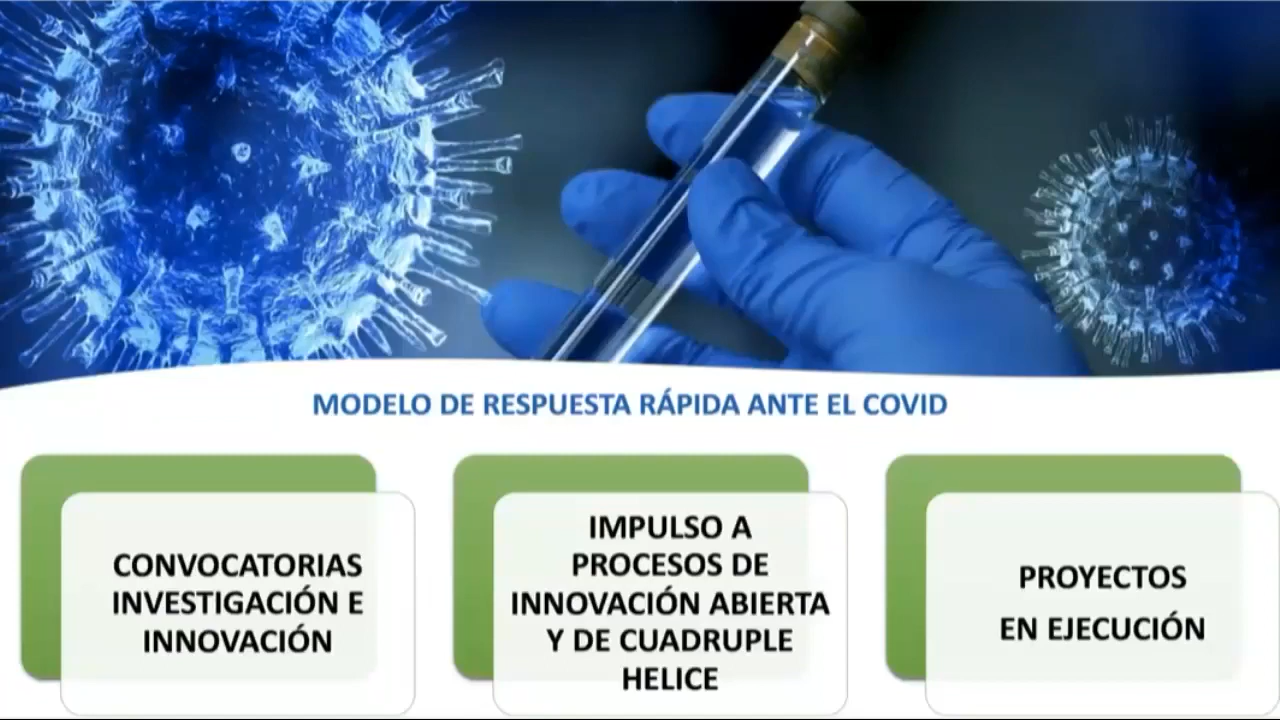 MODELO DE RESPUESTA RÁPIDA ANTE EL COVID
CONVOCATORIAS
INVESTIGACIÓN E
INNOVACIÓN
IMPULSO A
PROCESOS DE
INNOVACIÓN ABIERTA
Y DE CUADRUPLE
HELICE
PROYECTOS
EN EJECUCIÓN